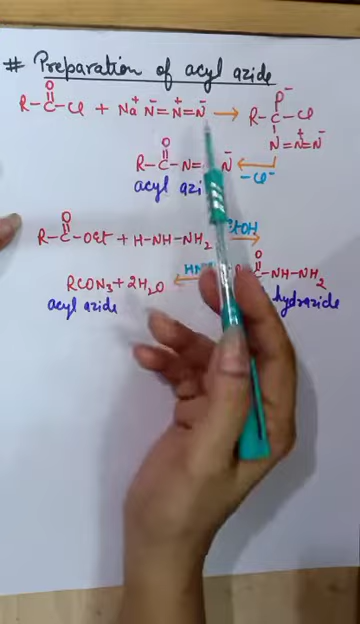 # Preparation of acyl azide
O O⁻
R-C-Cl + Na⁺ N⁻=N⁺=N⁻ → R-C-Cl
N=N⁺=N⁻
O
R-C-N= N⁻ ← -Cl⁻
acyl azi
O
R-C-OEt + H-NH-NH₂ EtOH →
O
RCON₃ + 2H₂O ← C-NH-NH₂
acyl azide hydrazide